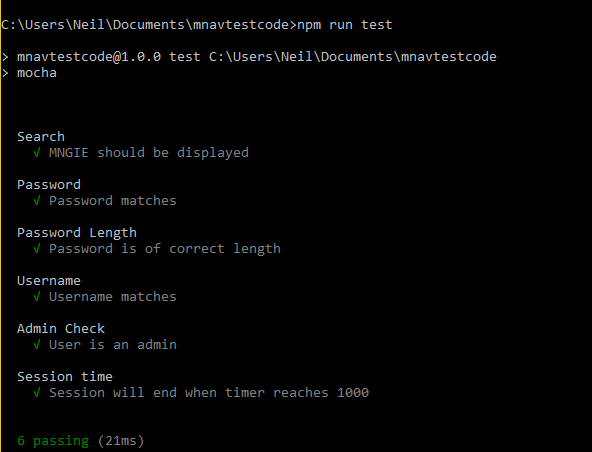 C:\Users\Neil\Documents\mnavtestcode>npm run test
> mnavtestcode@1.0.0 test C:\Users\Neil\Documents\mnavtestcode
> mocha
Search
√ MNGIE should be displayed
Password
√ Password matches
Password Length
√ Password is of correct length
Username
√ Username matches
Admin Check
√ User is an admin
Session time
√ Session will end when timer reaches 1000
6 passing (21ms)